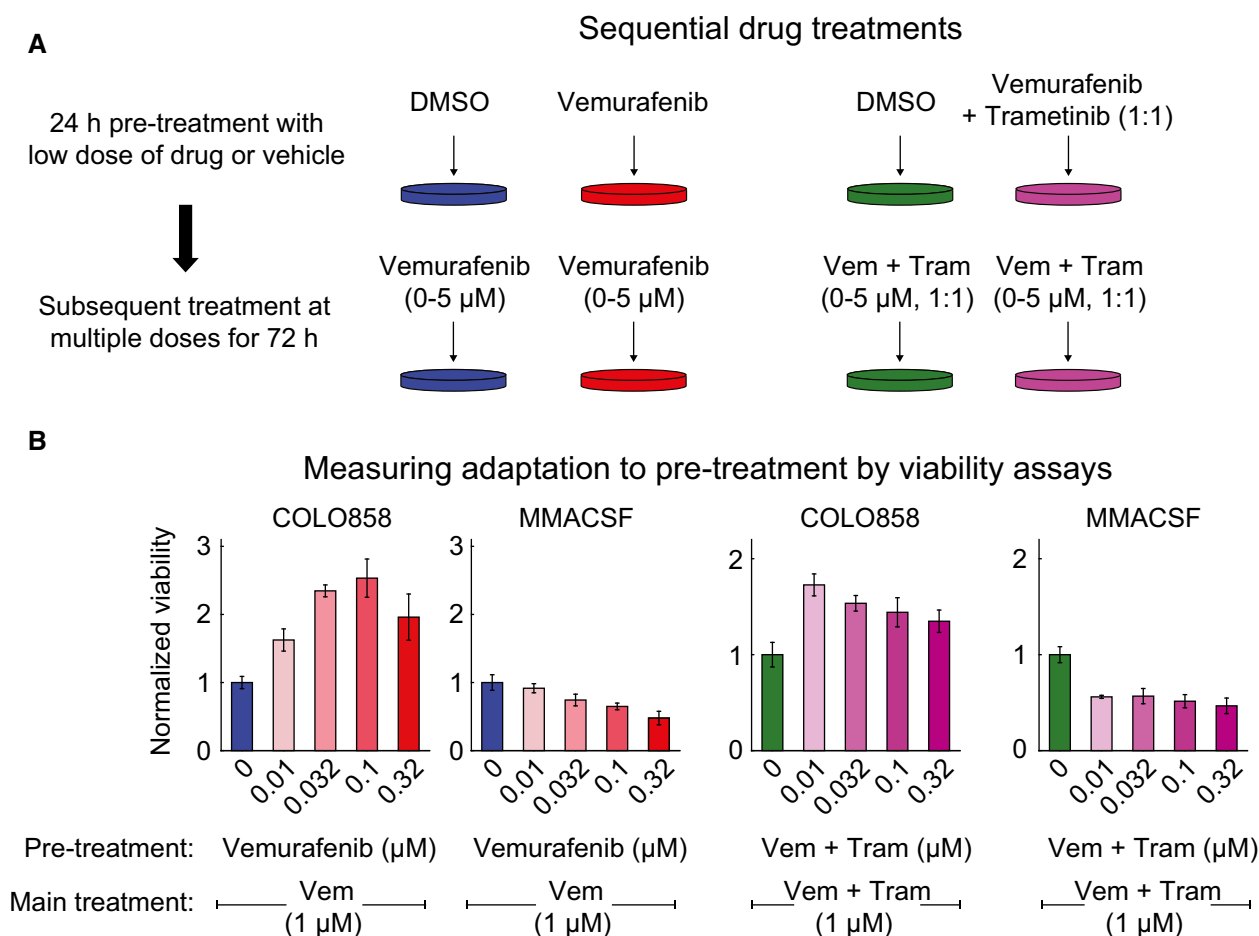 A
Sequential drug treatments
24 h pre-treatment with
low dose of drug or vehicle
DMSO
Vemurafenib
DMSO
Vemurafenib
+ Trametinib (1:1)
Subsequent treatment at
multiple doses for 72 h
Vemurafenib
(0-5 µM)
Vemurafenib
(0-5 µM)
Vem + Tram
(0-5 µM, 1:1)
Vem + Tram
(0-5 µM, 1:1)
B
Measuring adaptation to pre-treatment by viability assays
Normalized viability
COLO858
3
2
1
0
0 0.01 0.032 0.1 0.32
MMACSF
3
2
1
0
0 0.01 0.032 0.1 0.32
COLO858
2
1
0
0 0.01 0.032 0.1 0.32
MMACSF
2
1
0
0 0.01 0.032 0.1 0.32
Pre-treatment: Vemurafenib (µM) Vemurafenib (µM) Vem + Tram (µM) Vem + Tram (µM)
Main treatment: Vem Vem Vem + Tram Vem + Tram
(1 µM) (1 µM) (1 µM) (1 µM)